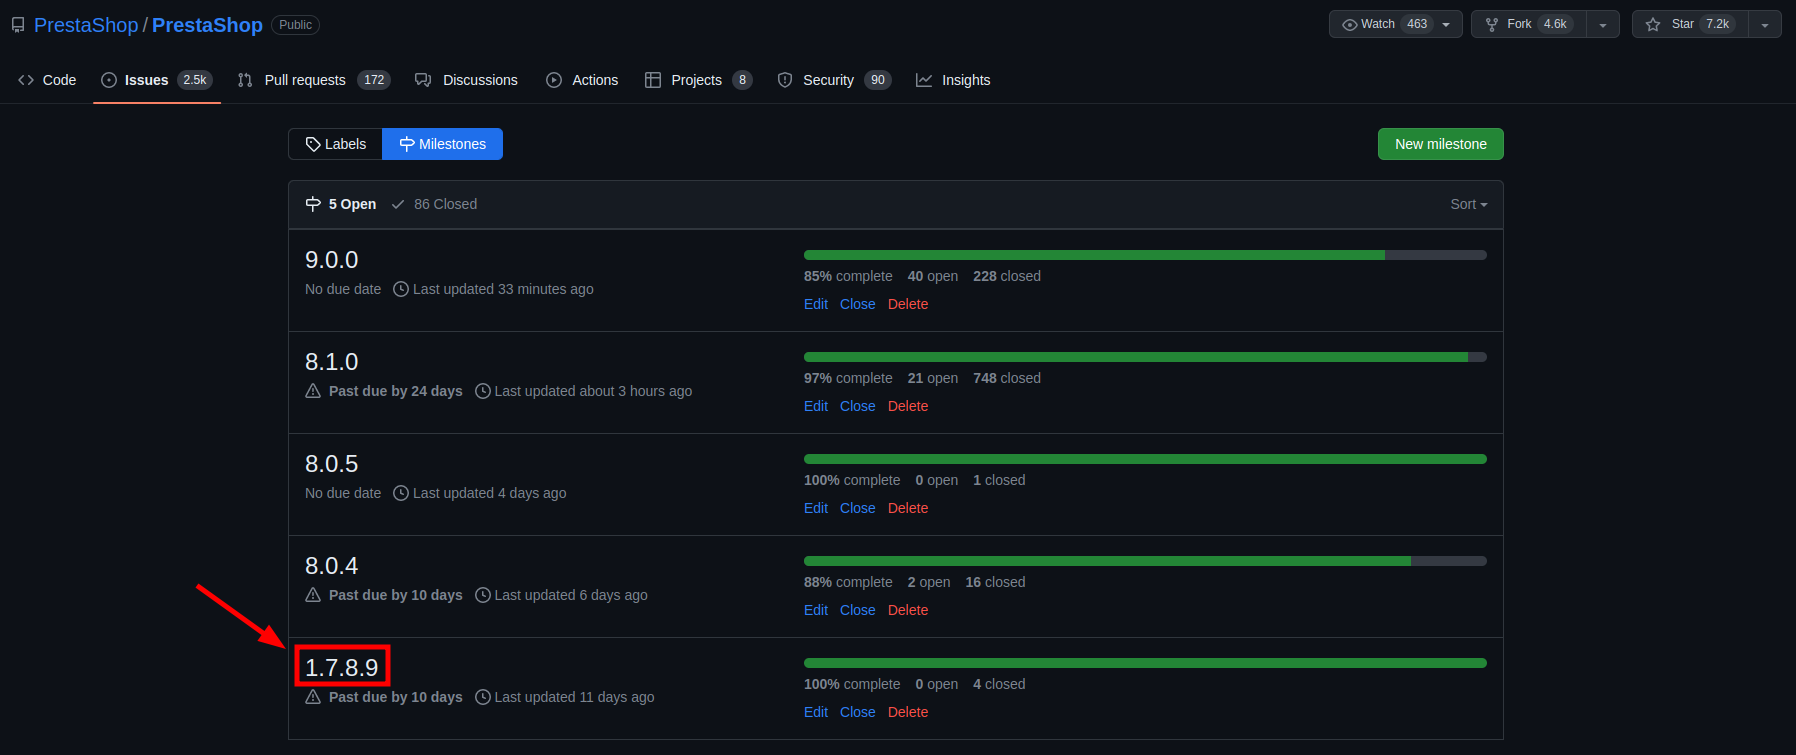 PrestaShop / PrestaShop Public Watch 463 Fork 4.6k Star 7.2k
Code Issues 2.5k Pull requests 172 Discussions Actions Projects 8 Security 90 Insights
Labels Milestones New milestone
5 Open 86 Closed Sort
9.0.0
No due date Last updated 33 minutes ago
85% complete 40 open 228 closed
Edit Close Delete
8.1.0
Past due by 24 days Last updated about 3 hours ago
97% complete 21 open 748 closed
Edit Close Delete
8.0.5
No due date Last updated 4 days ago
100% complete 0 open 1 closed
Edit Close Delete
8.0.4
Past due by 10 days Last updated 6 days ago
88% complete 2 open 16 closed
Edit Close Delete
1.7.8.9
Past due by 10 days Last updated 11 days ago
100% complete 0 open 4 closed
Edit Close Delete